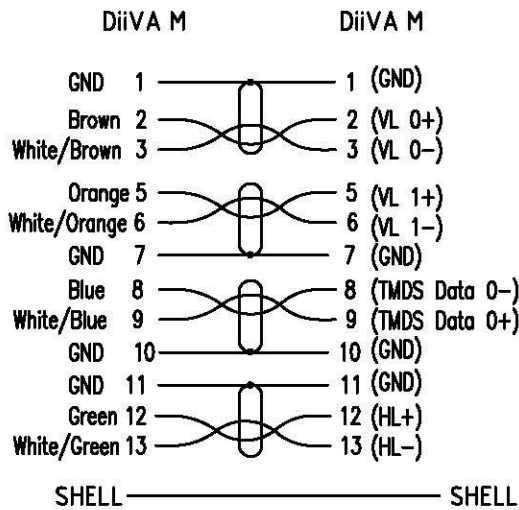 DiiVA M DiiVA M
GND 1 1 (GND)
Brown 2 2 (VL 0+)
White/Brown 3 3 (VL 0-)
Orange 5 5 (VL 1+)
White/Orange 6 6 (VL 1-)
GND 7 7 (GND)
Blue 8 8 (TMDS Data 0-)
White/Blue 9 9 (TMDS Data 0+)
GND 10 10 (GND)
GND 11 11 (GND)
Green 12 12 (HL+)
White/Green 13 13 (HL-)
SHELL SHELL